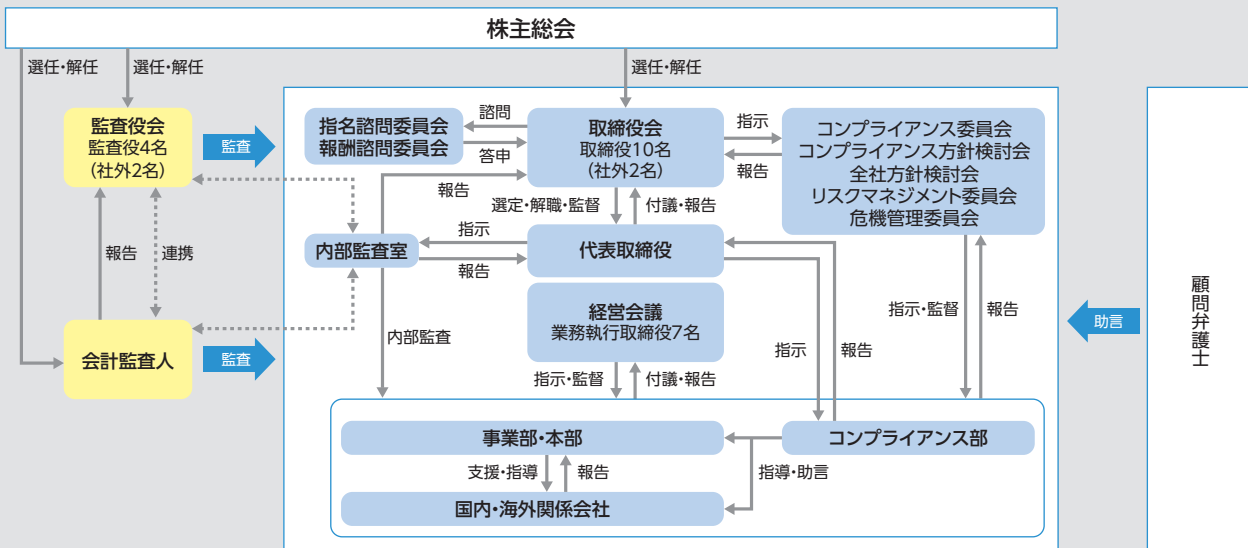 株主総会
選任・解任
選任・解任
選任・解任
監査役会
監査役4名
(社外2名)
監査
指名諮問委員会
報酬諮問委員会
諮問
答申
取締役会
取締役10名
(社外2名)
指示
報告
コンプライアンス委員会
コンプライアンス方針検討会
全社方針検討会
リスクマネジメント委員会
危機管理委員会
報告
選定・解職・監督
付議・報告
内部監査室
指示
報告
代表取締役
報告
連携
経営会議
業務執行取締役7名
指示・監督
報告
助言
顧問弁護士
会計監査人
監査
内部監査
指示・監督
付議・報告
指示
報告
事業部・本部
コンプライアンス部
支援・指導
報告
指導・助言
国内・海外関係会社